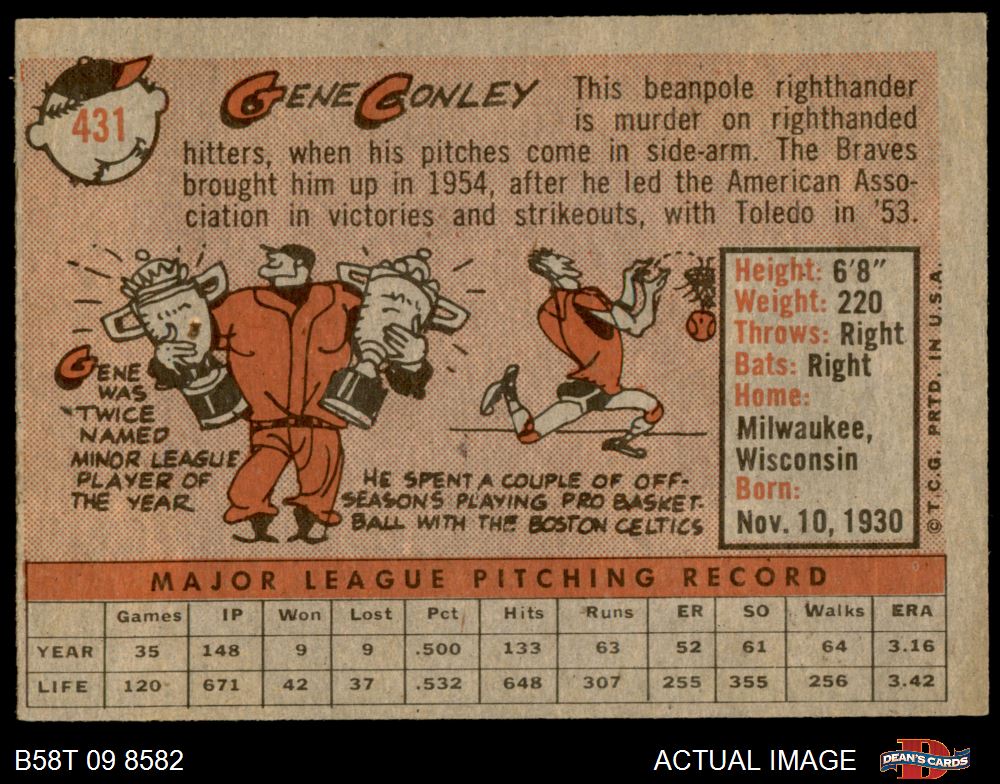 431
GENE CONLEY
This beanpole righthander
is murder on righthanded
hitters, when his pitches come in side-arm. The Braves
brought him up in 1954, after he led the American Asso-
ciation in victories and strikeouts, with Toledo in '53.
GENE
WAS
TWICE
NAMED
MINOR LEAGUE
PLAYER OF
THE YEAR
HE SPENT A COUPLE OF OFF-
SEASONS PLAYING PRO BASKET-
BALL WITH THE BOSTON CELTICS
Height: 6'8"
Weight: 220
Throws: Right
Bats: Right
Home:
Milwaukee,
Wisconsin
Born:
Nov. 10, 1930
© T.C.G. PRTD. IN U.S.A.
MAJOR LEAGUE PITCHING RECORD
Games IP Won Lost Pct Hits Runs ER SO Walks ERA
YEAR 35 148 9 9 .500 133 63 52 61 64 3.16
LIFE 120 671 42 37 .532 648 307 255 355 256 3.42
B58T 09 8582
ACTUAL IMAGE
DEAN'S CARDS